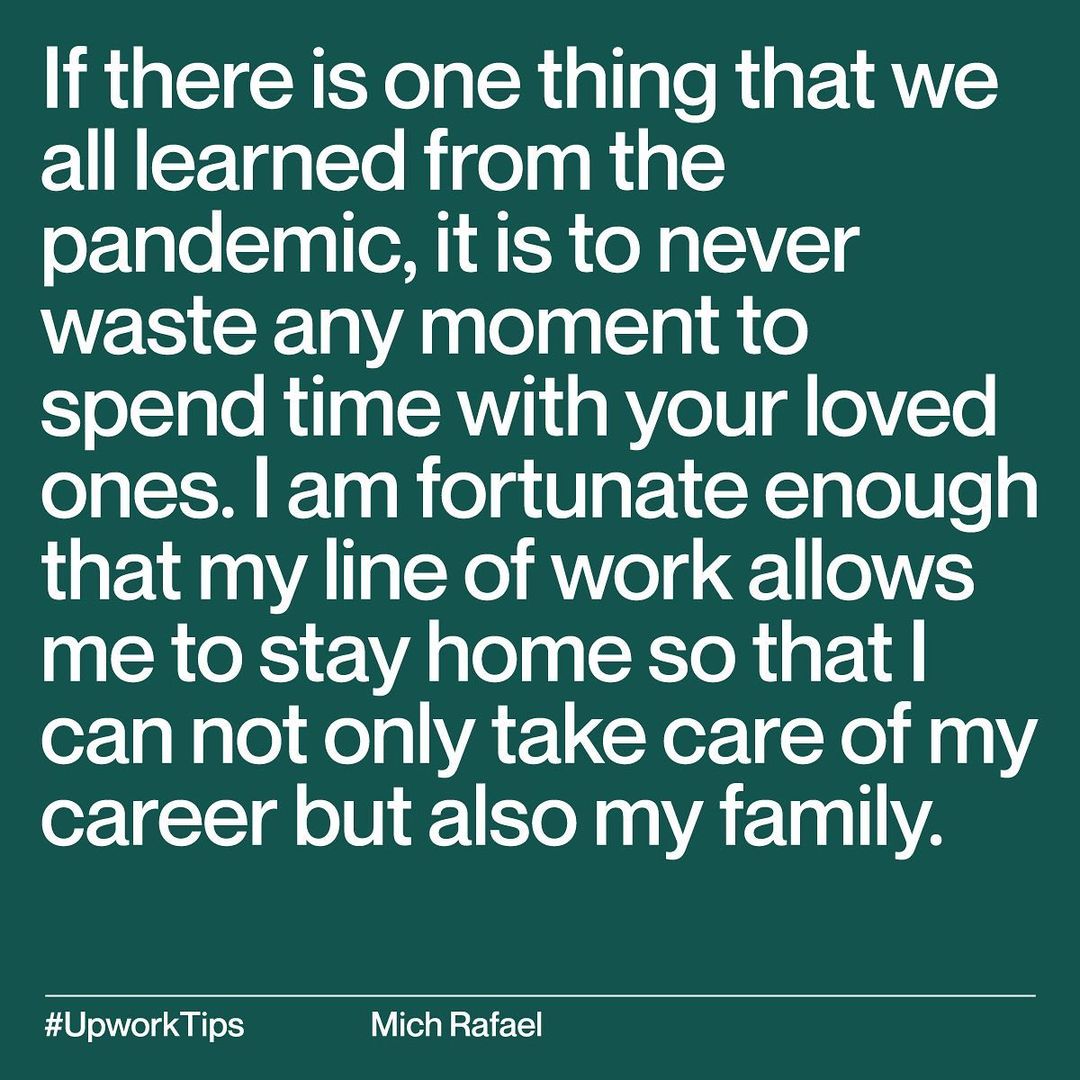 If there is one thing that we
all learned from the
pandemic, it is to never
waste any moment to
spend time with your loved
ones. I am fortunate enough
that my line of work allows
me to stay home so that I
can not only take care of my
career but also my family.
#UpworkTips
Mich Rafael